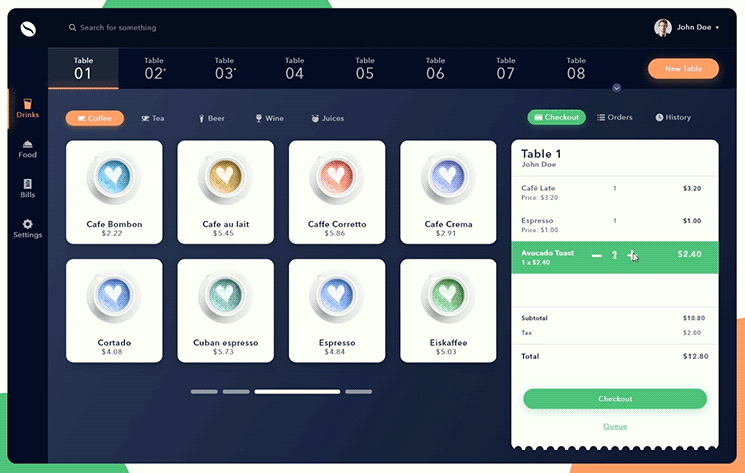 Search for something
John Doe
Table
01
Table
02
Table
03
Table
04
Table
05
Table
06
Table
07
Table
08
New Table
Drinks
Food
Bills
Settings
Coffee
Tea
Beer
Wine
Juices
Cafe Bombon
$2.22
Cafe au lait
$5.45
Caffe Corretto
$5.86
Cafe Crema
$2.91
Cortado
$4.08
Cuban espresso
$5.73
Espresso
$4.84
Eiskaffee
$5.03
Checkout
Orders
History
Table 1
John Doe
Café Late 1 $3.20
Price: $3.20
Espresso 1 $1.00
Price: $1.00
Avocado Toast 1 $2.40
1 x $2.40
Subtotal $10.80
Tax $2.00
Total $12.80
Checkout
Queue